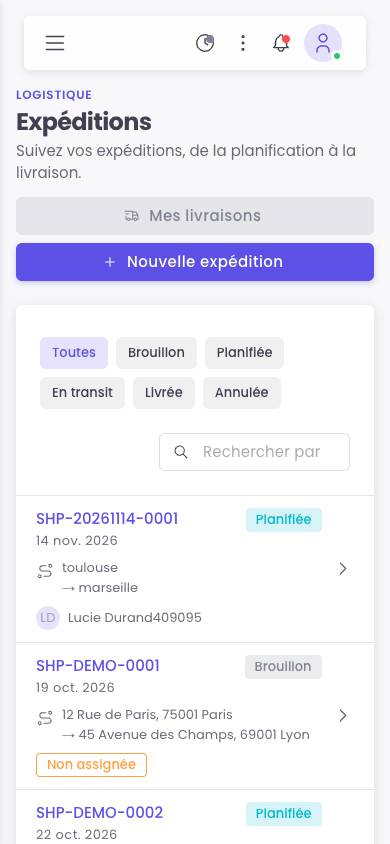 LOGISTIQUE
Expéditions
Suivez vos expéditions, de la planification à la
livraison.
Mes livraisons
Nouvelle expédition
Toutes
Brouillon
Planifiée
En transit
Livrée
Annulée
Rechercher par
SHP-20261114-0001
Planifiée
14 nov. 2026
toulouse
→ marseille
LD
Lucie Durand409095
SHP-DEMO-0001
Brouillon
19 oct. 2026
12 Rue de Paris, 75001 Paris
→ 45 Avenue des Champs, 69001 Lyon
Non assignée
SHP-DEMO-0002
Planifiée
22 oct. 2026